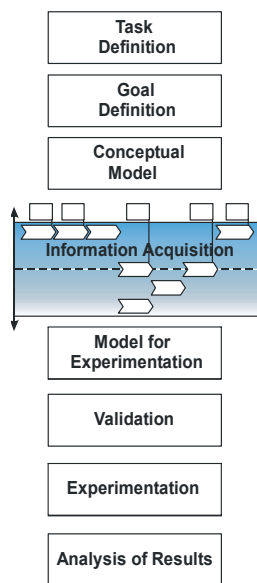 Task
Definition
Goal
Definition
Conceptual
Model
Information Acquisition
Model for
Experimentation
Validation
Experimentation
Analysis of Results